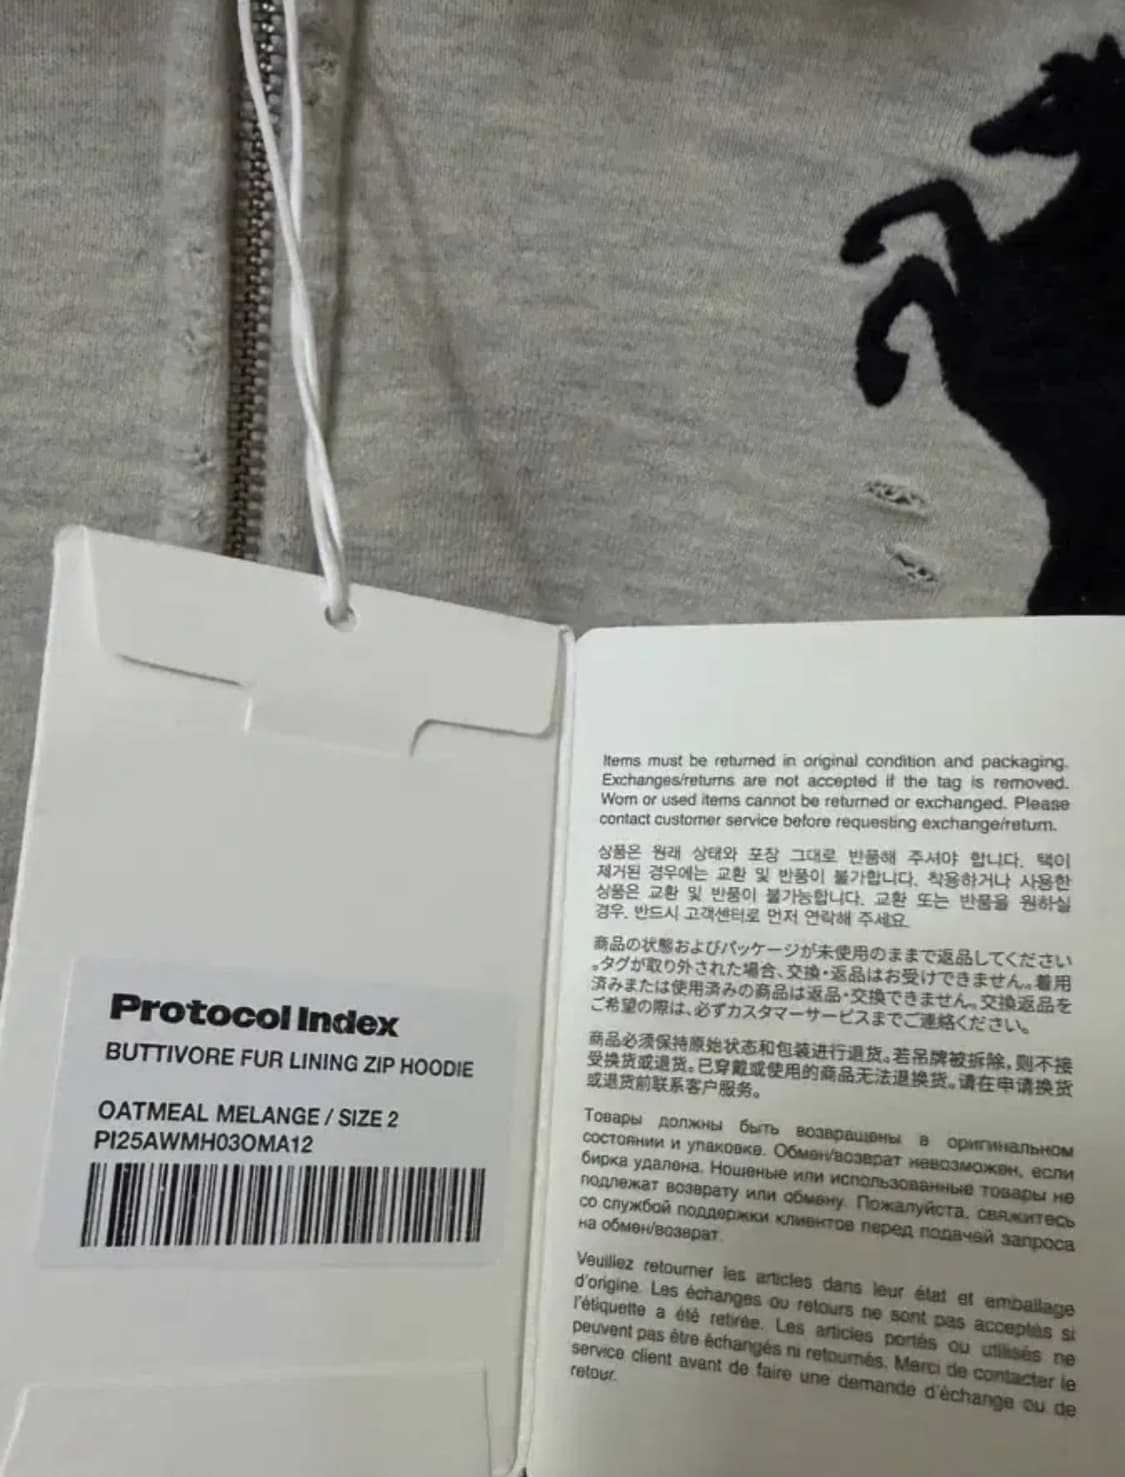 Protocol Index
BUTTIVORE FUR LINING ZIP HOODIE
OATMEAL MELANGE / SIZE 2
PI25AWMH03OMA12
Items must be returned in original condition and packaging.
Exchanges/returns are not accepted if the tag is removed.
Worn or used items cannot be returned or exchanged. Please
contact customer service before requesting exchange/return.
상품은 원래 상태와 포장 그대로 반품해 주셔야 합니다. 택이
제거된 경우에는 교환 및 반품이 불가합니다. 착용하거나 사용한
상품은 교환 및 반품이 불가능합니다. 교환 또는 반품을 원하실
경우, 반드시 고객센터로 먼저 연락해 주세요.
商品の状態およびパッケージが未使用のままで返品してください
。タグが取り外された場合、交換・返品はお受けできません。着用
済みまたは使用済みの商品は返品・交換できません。交換返品を
ご希望の際は、必ずカスタマーサービスまでご連絡ください。
商品必须保持原始状态和包装进行退货。若吊牌被拆除，则不接
受换货或退货。已穿戴或使用的商品无法退换货。请在申请换货
或退货前联系客户服务。
Товары должны быть возвращены в оригинальном
состоянии и упаковке. Обмен/возврат невозможен, если
бирка удалена. Ношеные или использованные товары не
подлежат возврату или обмену. Пожалуйста, свяжитесь
со службой поддержки клиентов перед подачей запроса
на обмен/возврат.
Veuillez retourner les articles dans leur état et emballage
d'origine. Les échanges ou retours ne sont pas acceptés si
l'étiquette a été retirée. Les articles portés ou utilisés ne
peuvent pas être échangés ni retournés. Merci de contacter le
service client avant de faire une demande d'échange ou de
retour.